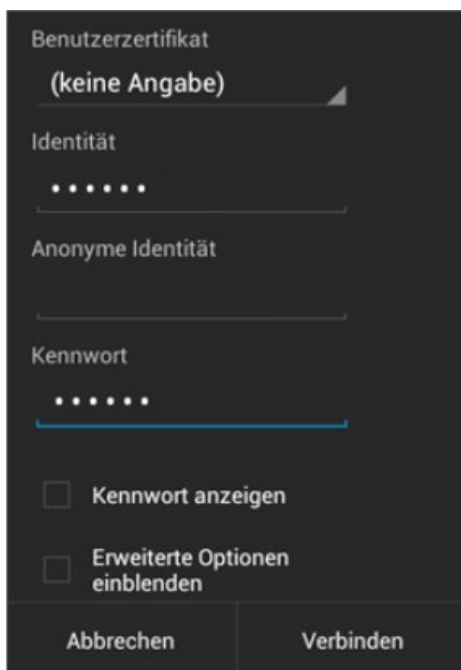 Benutzerzertifikat
(keine Angabe)
Identität
••••••
Anonyme Identität
Kennwort
••••••
Kennwort anzeigen
Erweiterte Optionen
einblenden
Abbrechen Verbinden